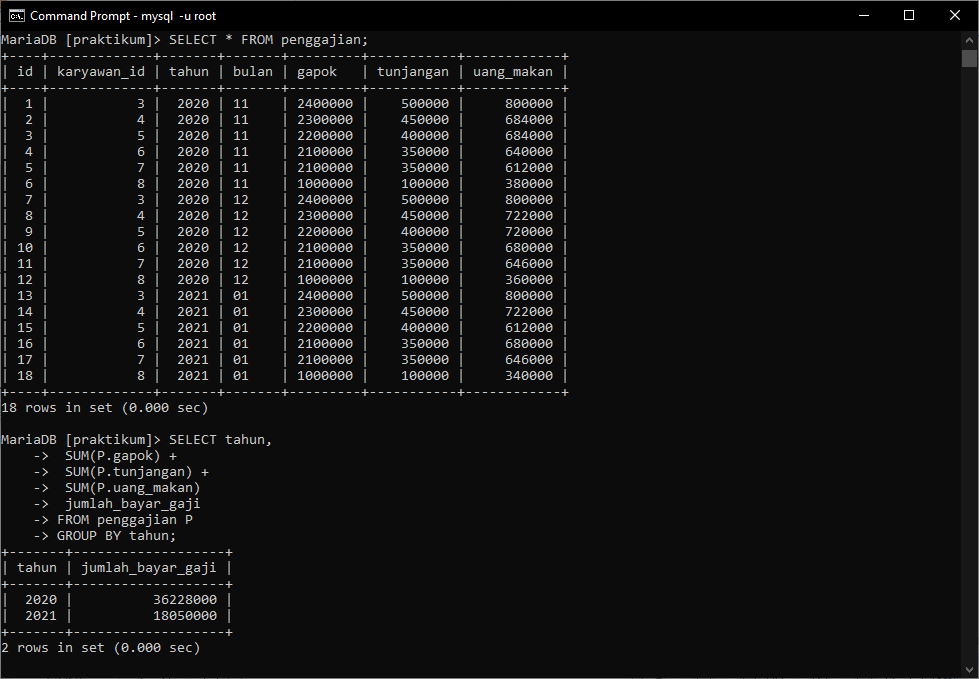 Command Prompt - mysql -u root
MariaDB [praktikum]> SELECT * FROM penggajian;
+----+-------------+-------+-------+---------+-----------+------------+
| id | karyawan_id | tahun | bulan | gapok   | tunjangan | uang_makan |
+----+-------------+-------+-------+---------+-----------+------------+
|  1 |           3 |  2020 | 11    | 2400000 |    500000 |     800000 |
|  2 |           4 |  2020 | 11    | 2300000 |    450000 |     684000 |
|  3 |           5 |  2020 | 11    | 2200000 |    400000 |     684000 |
|  4 |           6 |  2020 | 11    | 2100000 |    350000 |     640000 |
|  5 |           7 |  2020 | 11    | 2100000 |    350000 |     612000 |
|  6 |           8 |  2020 | 11    | 1000000 |    100000 |     380000 |
|  7 |           3 |  2020 | 12    | 2400000 |    500000 |     800000 |
|  8 |           4 |  2020 | 12    | 2300000 |    450000 |     722000 |
|  9 |           5 |  2020 | 12    | 2200000 |    400000 |     720000 |
| 10 |           6 |  2020 | 12    | 2100000 |    350000 |     680000 |
| 11 |           7 |  2020 | 12    | 2100000 |    350000 |     646000 |
| 12 |           8 |  2020 | 12    | 1000000 |    100000 |     360000 |
| 13 |           3 |  2021 | 01    | 2400000 |    500000 |     800000 |
| 14 |           4 |  2021 | 01    | 2300000 |    450000 |     722000 |
| 15 |           5 |  2021 | 01    | 2200000 |    400000 |     612000 |
| 16 |           6 |  2021 | 01    | 2100000 |    350000 |     680000 |
| 17 |           7 |  2021 | 01    | 2100000 |    350000 |     646000 |
| 18 |           8 |  2021 | 01    | 1000000 |    100000 |     340000 |
+----+-------------+-------+-------+---------+-----------+------------+
18 rows in set (0.000 sec)
MariaDB [praktikum]> SELECT tahun,
    ->  SUM(P.gapok) +
    ->  SUM(P.tunjangan) +
    ->  SUM(P.uang_makan)
    ->  jumlah_bayar_gaji
    -> FROM penggajian P
    -> GROUP BY tahun;
+-------+-------------------+
| tahun | jumlah_bayar_gaji |
+-------+-------------------+
|  2020 |          36228000 |
|  2021 |          18050000 |
+-------+-------------------+
2 rows in set (0.000 sec)